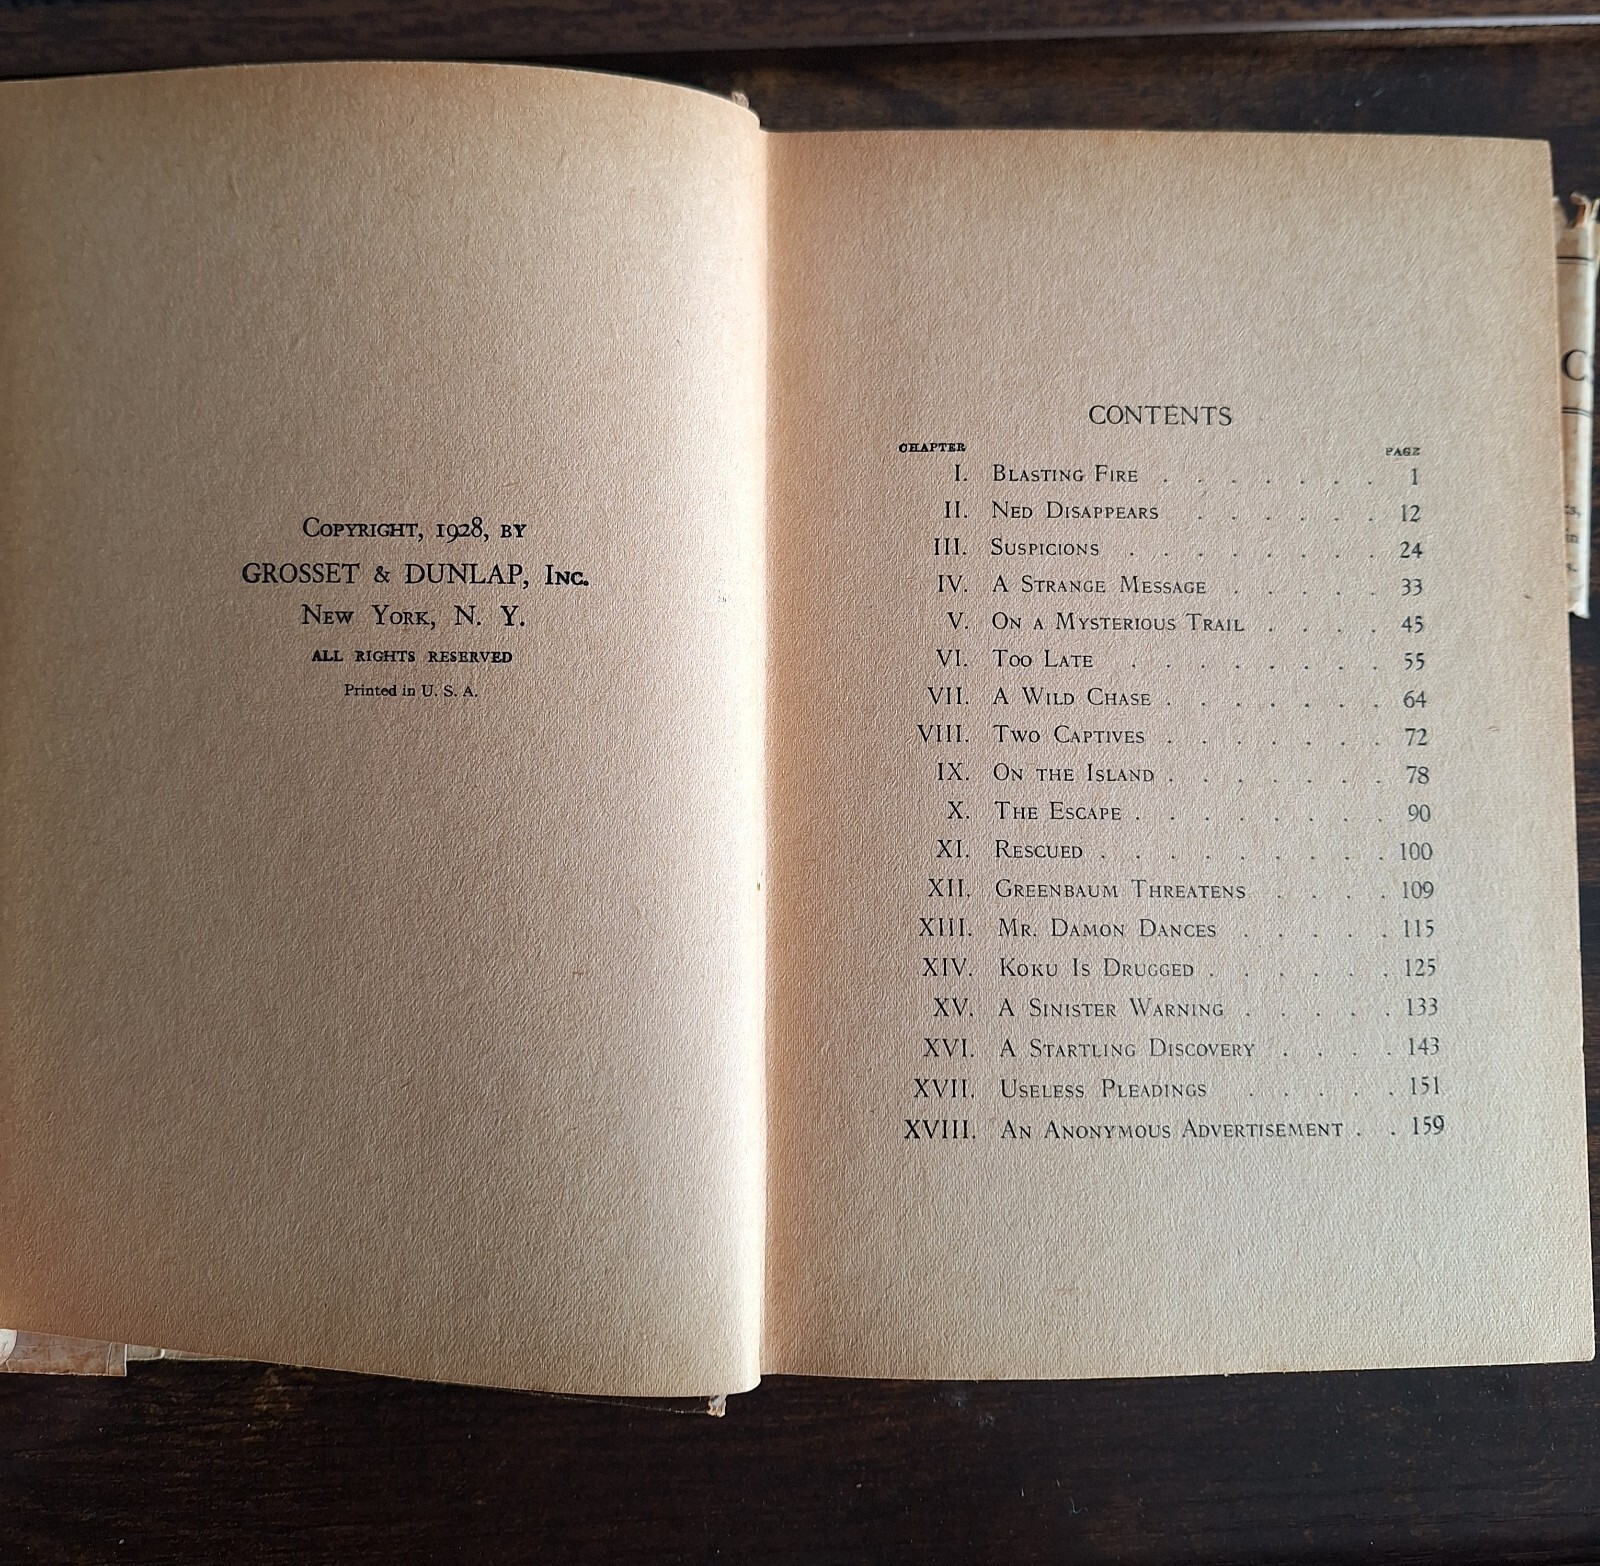 Copyright, 1928, by
GROSSET & DUNLAP, Inc.
New York, N. Y.
ALL RIGHTS RESERVED
Printed in U. S. A.
CONTENTS
CHAPTER PAGE
I. Blasting Fire . . . . . . . 1
II. Ned Disappears . . . . . . 12
III. Suspicions . . . . . . . . 24
IV. A Strange Message . . . . . 33
V. On a Mysterious Trail . . . . 45
VI. Too Late . . . . . . . . 55
VII. A Wild Chase . . . . . . . 64
VIII. Two Captives . . . . . . . 72
IX. On the Island . . . . . . . 78
X. The Escape . . . . . . . . 90
XI. Rescued . . . . . . . . . 100
XII. Greenbaum Threatens . . . . 109
XIII. Mr. Damon Dances . . . . . 115
XIV. Koku Is Drugged . . . . . . 125
XV. A Sinister Warning . . . . . 133
XVI. A Startling Discovery . . . . 143
XVII. Useless Pleadings . . . . . 151
XVIII. An Anonymous Advertisement . . 159
C
in
s.